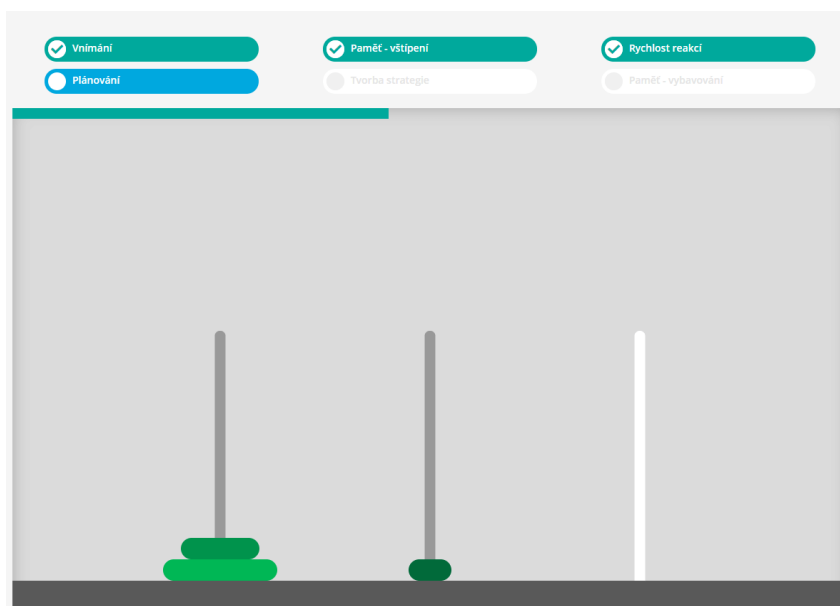 Vnímání
Paměť - vštípení
Rychlost reakcí
Plánování
Tvorba strategie
Paměť - vybavování